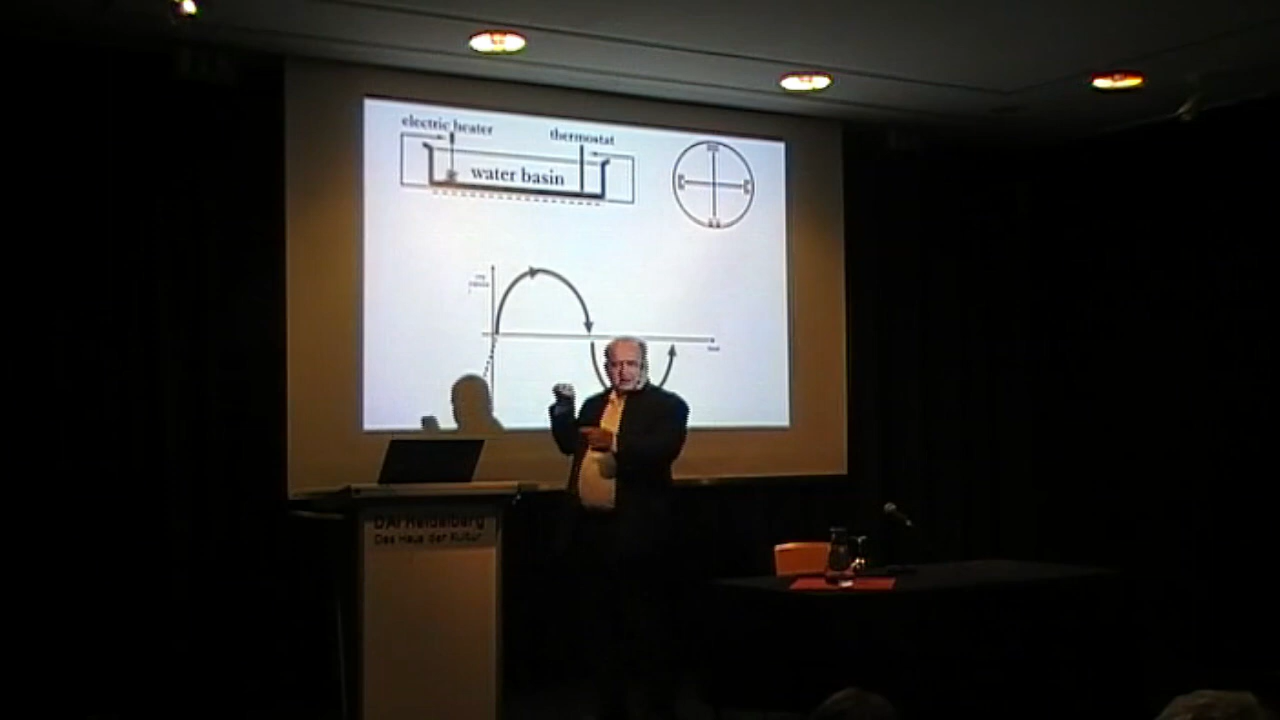 electric heater
thermostat
water basin
DAI Heidelberg
Das Haus der Kultur